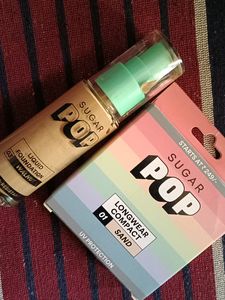 SUGAR
POP
LIQUID
FOUNDATION
STARTS AT ₹249/-
SUGAR
POP
LONGWEAR
COMPACT
01
SAND
UV PROTECTION